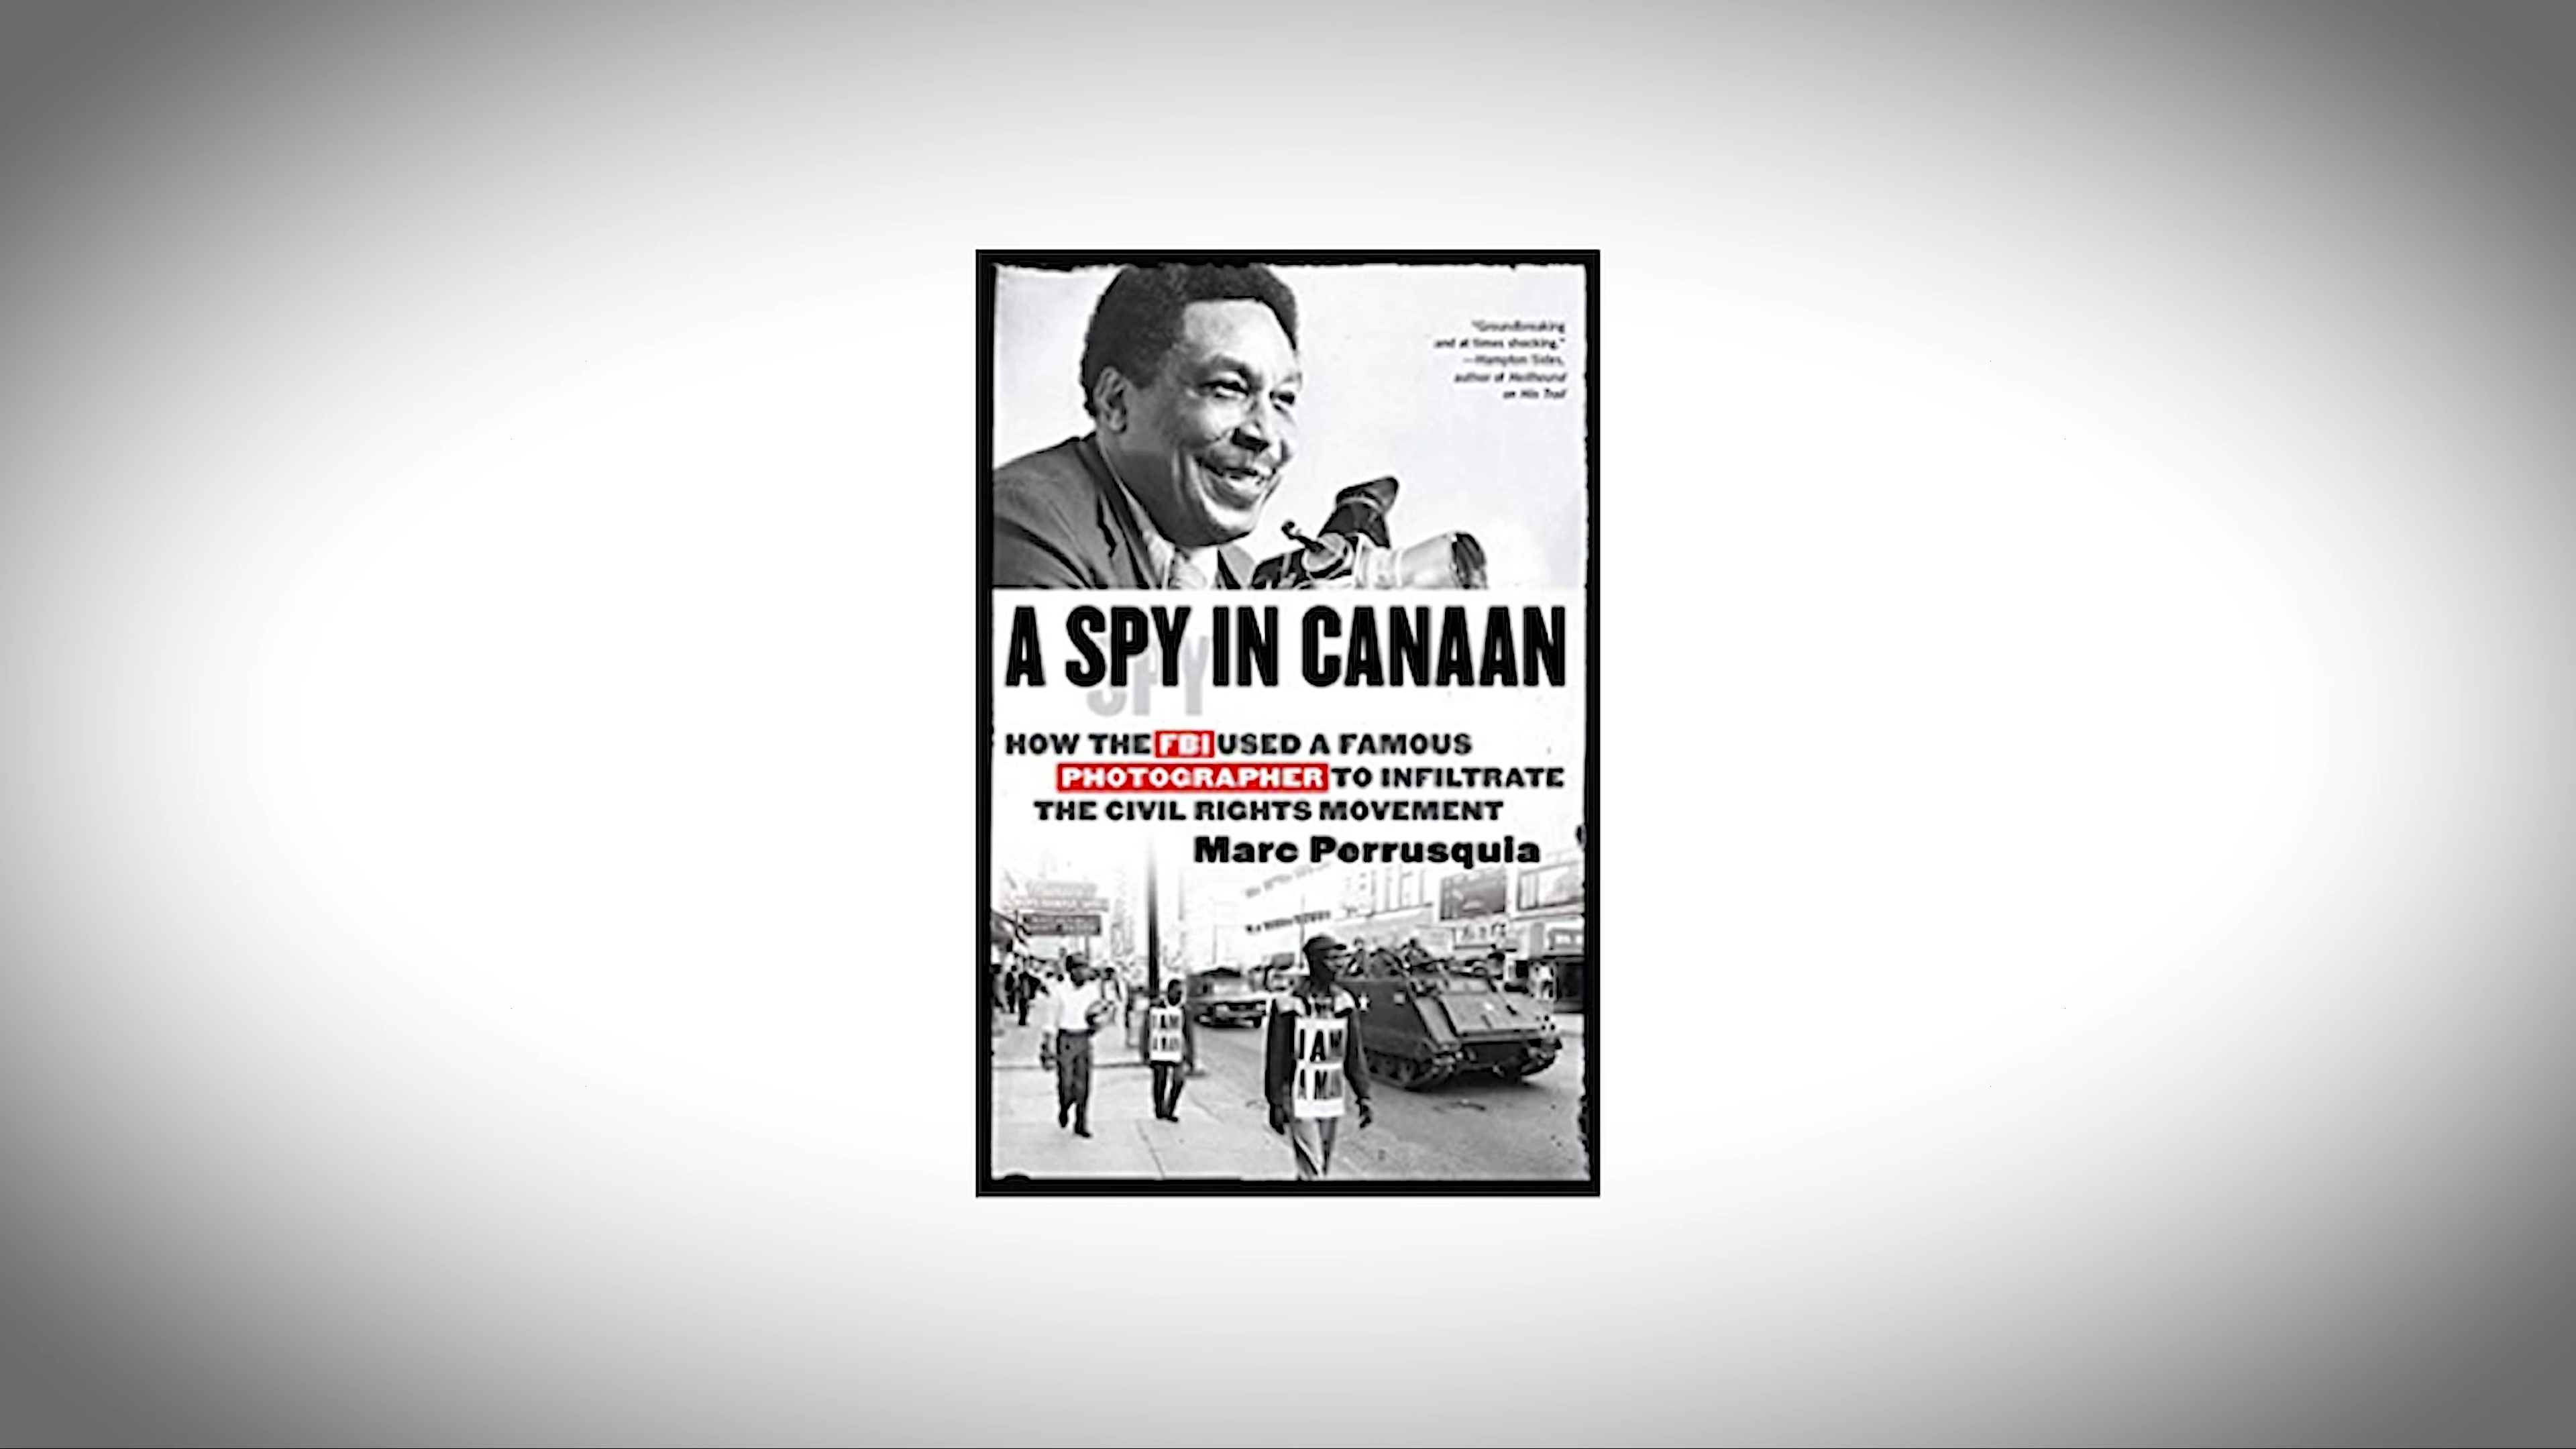 "Groundbreaking
and at times shocking."
—Hampton Sides,
author of Hellhound
on His Trail
A SPY IN CANAAN
SPY
HOW THE FBI USED A FAMOUS
PHOTOGRAPHER TO INFILTRATE
THE CIVIL RIGHTS MOVEMENT
Marc Perrusquia
I AM
A MAN
I AM
A MAN